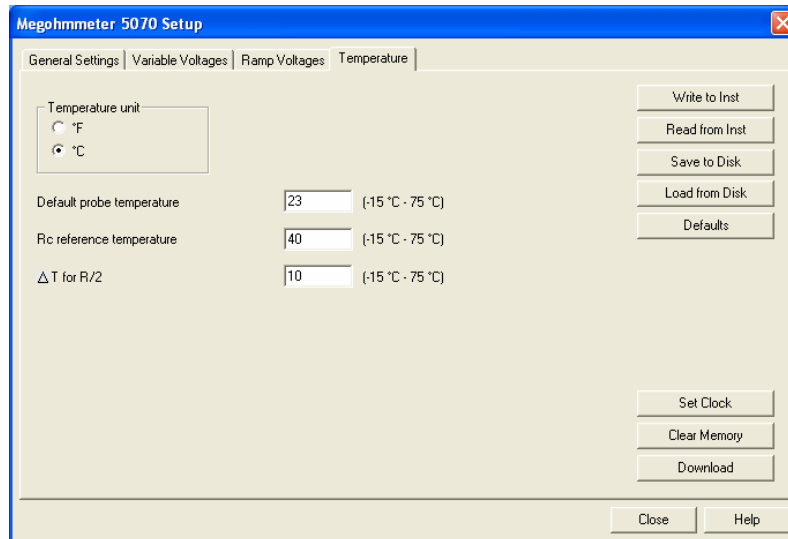 Megohmmeter 5070 Setup
General Settings Variable Voltages Ramp Voltages Temperature
Temperature unit
°F
°C
Default probe temperature 23 (-15 °C - 75 °C)
Rc reference temperature 40 (-15 °C - 75 °C)
△T for R/2 10 (-15 °C - 75 °C)
Write to Inst
Read from Inst
Save to Disk
Load from Disk
Defaults
Set Clock
Clear Memory
Download
Close Help